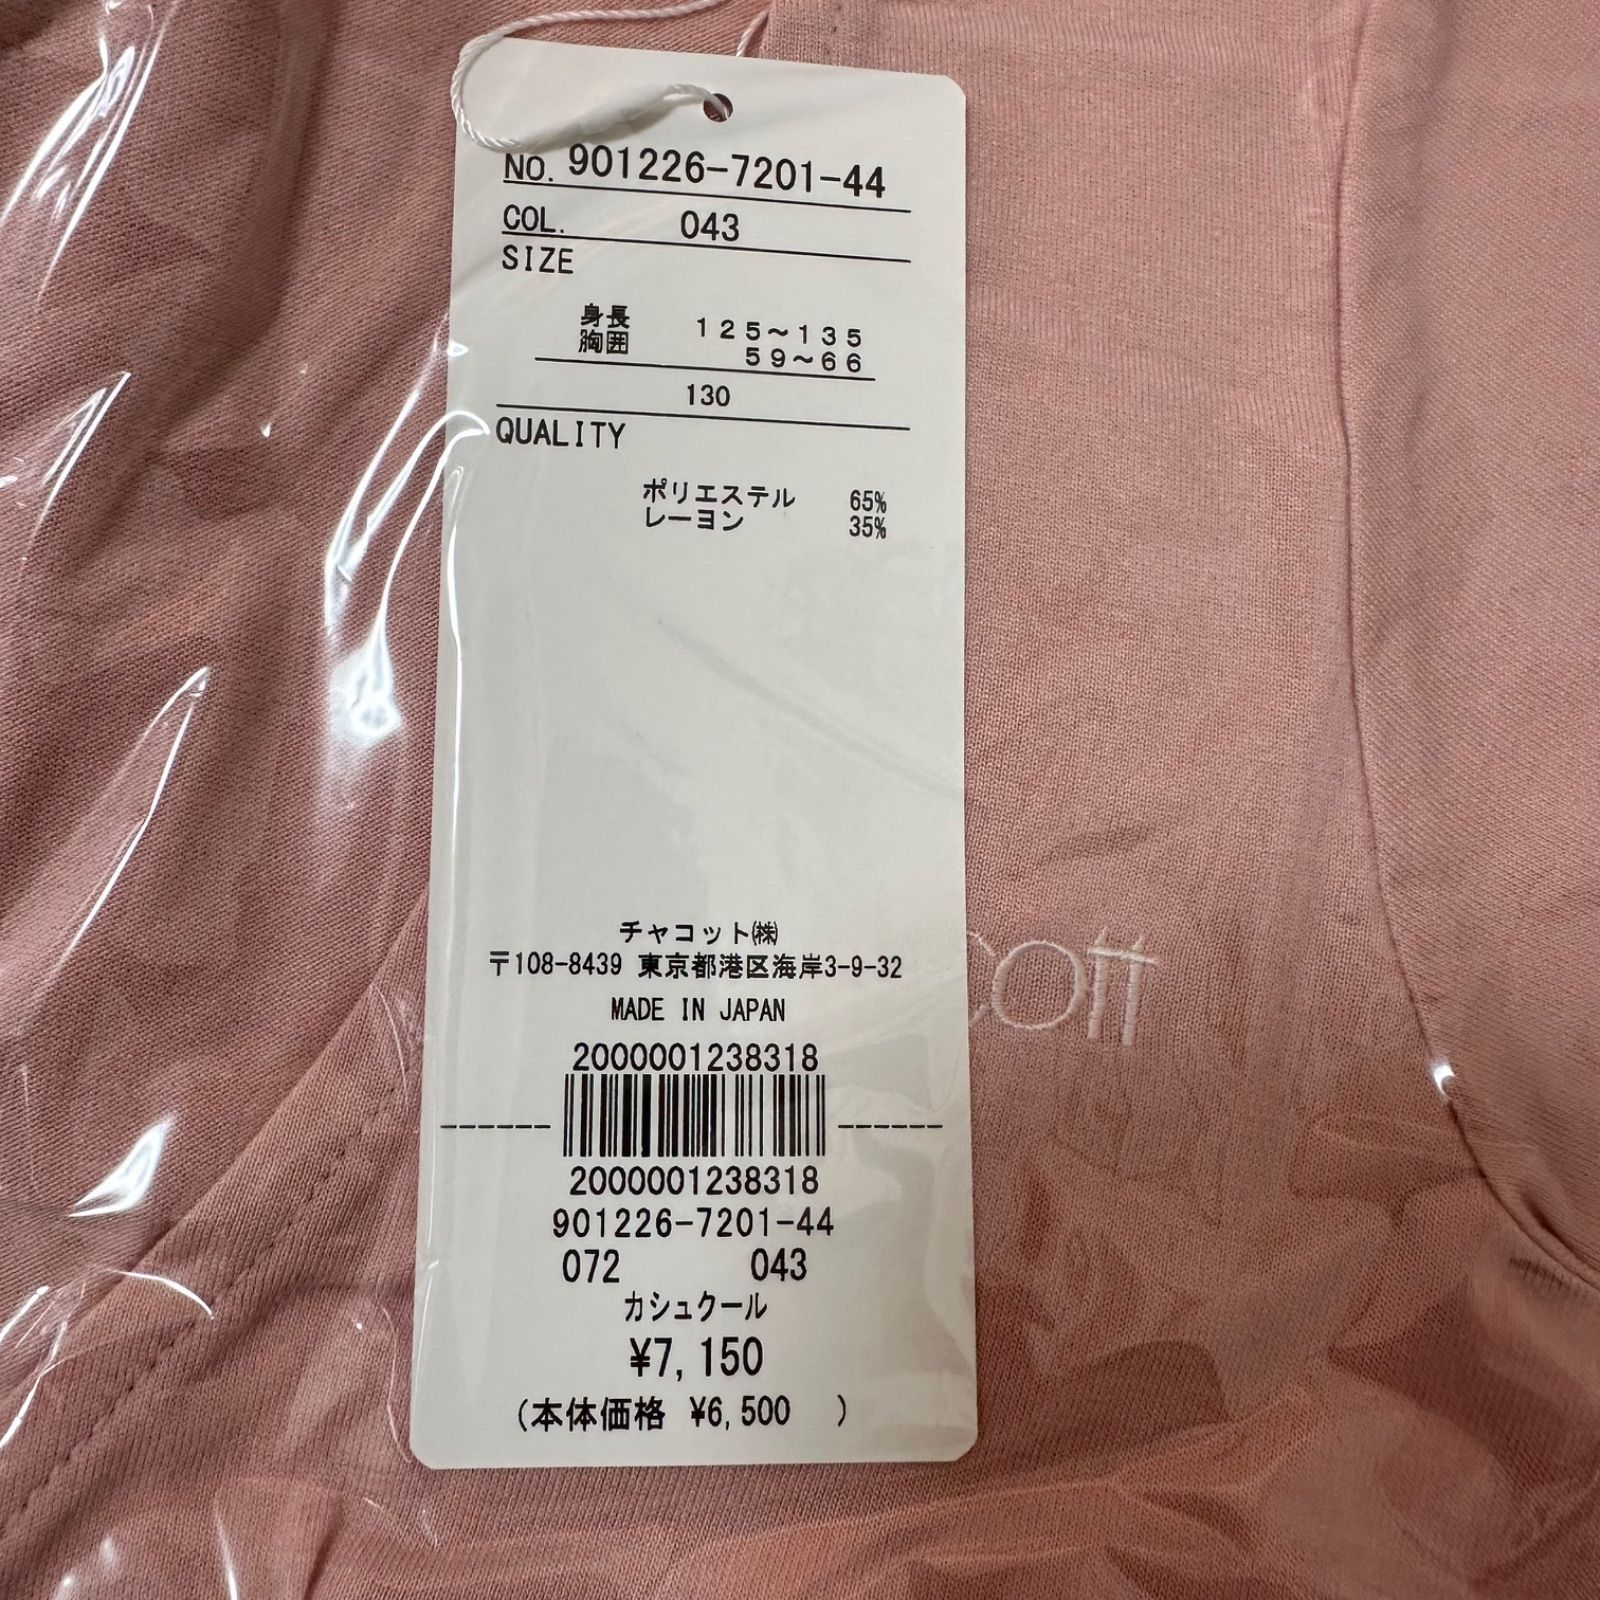 NO. 901226-7201-44
COL. 043
SIZE
身長 125~135
胸囲 59~66
130
QUALITY
ポリエステル 65%
レーヨン 35%
チャコット㈱
〒108-8439 東京都港区海岸3-9-32
cott
MADE IN JAPAN
2000001238318
2000001238318
901226-7201-44
072 043
カシュクール
¥7,150
(本体価格 ¥6,500 )